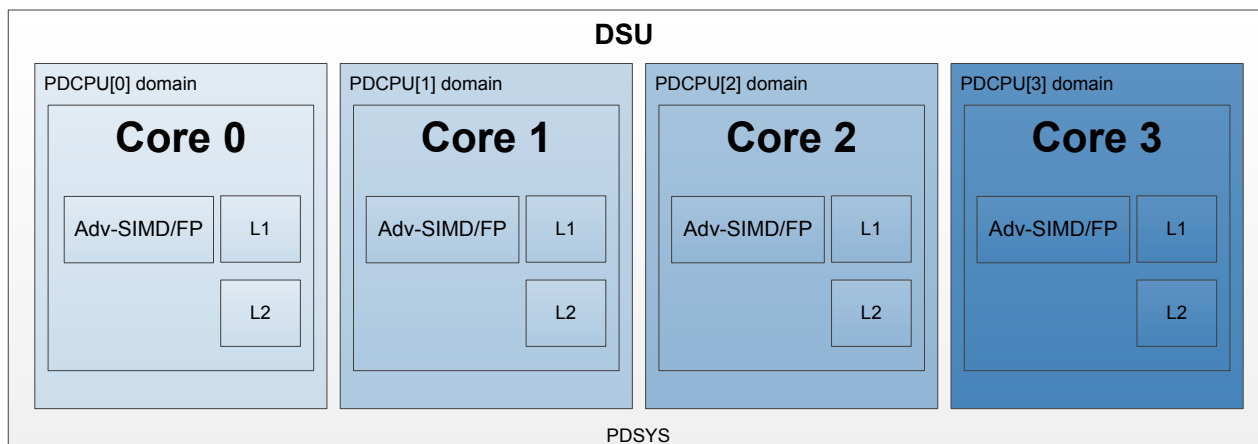 DSU
PDCPU[0] domain
PDCPU[1] domain
PDCPU[2] domain
PDCPU[3] domain
Core 0
Core 1
Core 2
Core 3
Adv-SIMD/FP
L1
Adv-SIMD/FP
L1
Adv-SIMD/FP
L1
Adv-SIMD/FP
L1
L2
L2
L2
L2
PDSYS